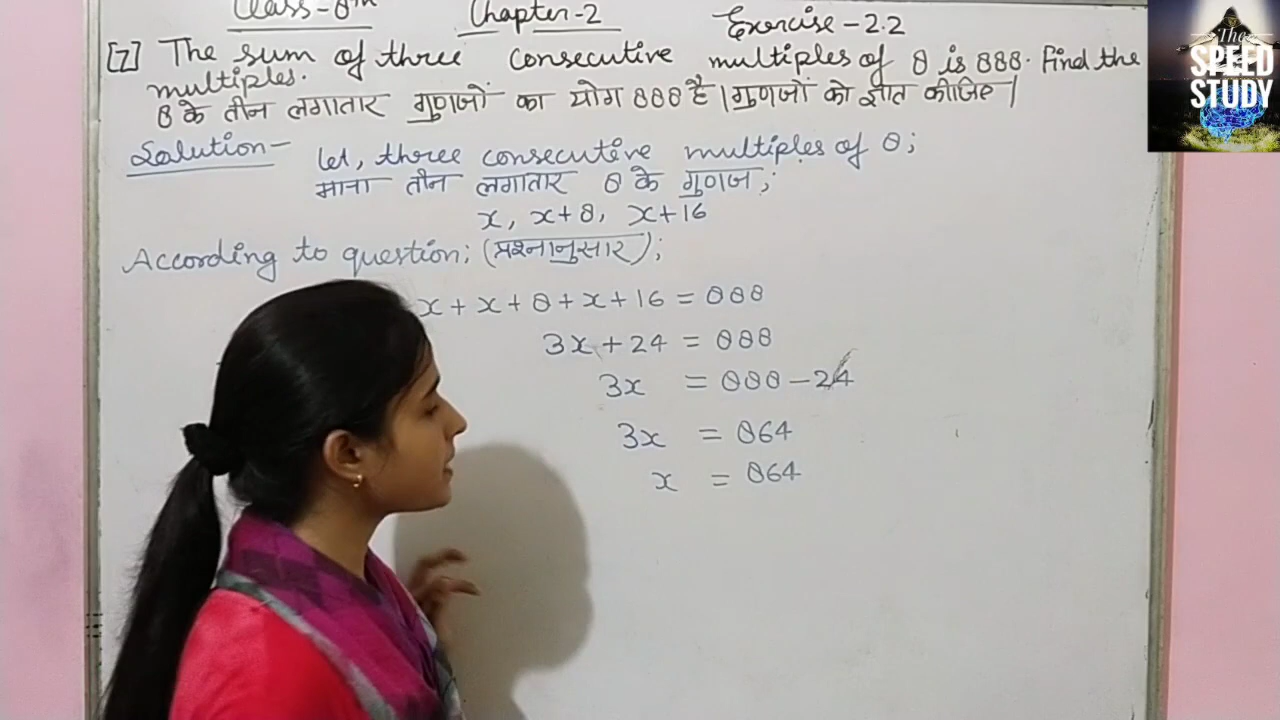 Class-8th Chapter-2 Exercise-2.2
[7] The sum of three consecutive multiples of 8 is 888. Find the
multiples.
8 के तीन लगातार गुणजों का योग 888 है। गुणजों को ज्ञात कीजिए।
Solution-
Let, three consecutive multiples of 8;
माना तीन लगातार 8 के गुणज;
x, x+8, x+16
According to question; (प्रश्नानुसार);
x + x + 8 + x + 16 = 888
3x + 24 = 888
3x = 888 - 24
3x = 864
x = 864
The
SPEED
STUDY